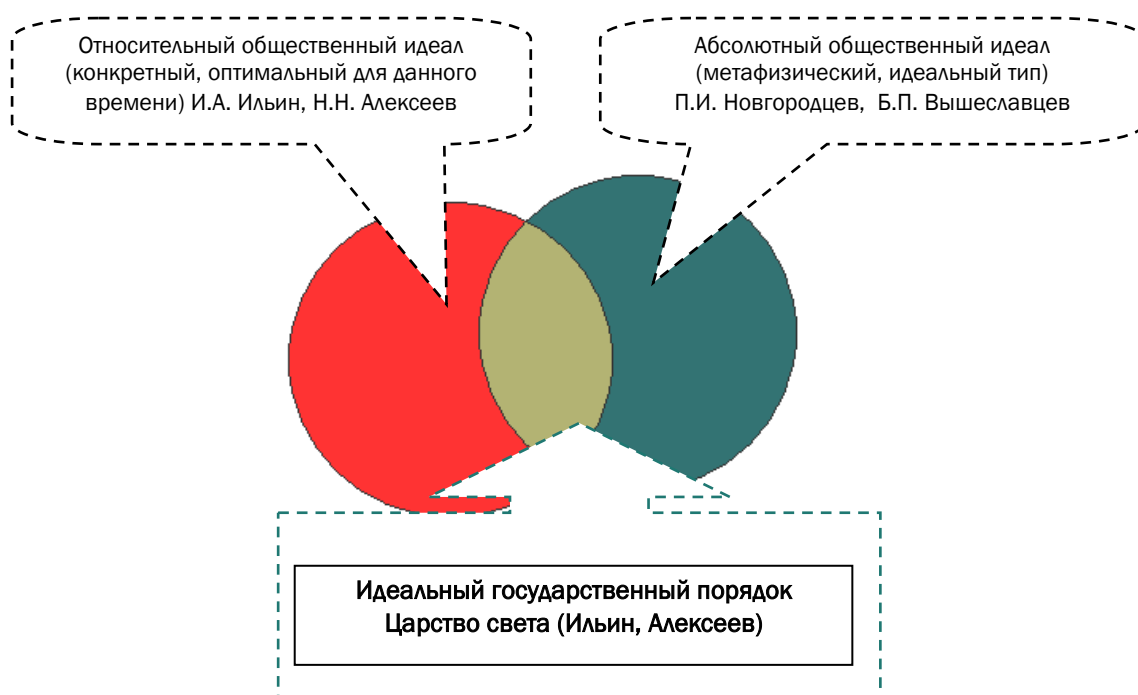 Относительный общественный идеал
(конкретный, оптимальный для данного
времени) И.А. Ильин, Н.Н. Алексеев
Абсолютный общественный идеал
(метафизический, идеальный тип)
П.И. Новгородцев, Б.П. Вышеславцев
Идеальный государственный порядок
Царство света (Ильин, Алексеев)